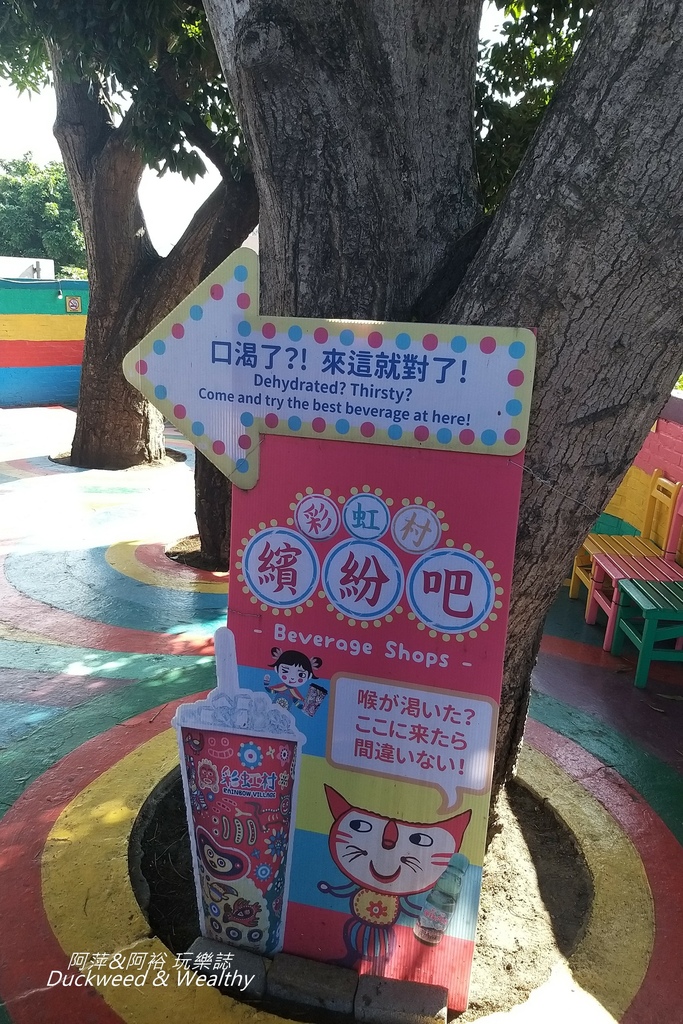 口渴了?! 來這就對了!
Dehydrated? Thirsty?
Come and try the best beverage at here!
彩虹村
繽紛吧
- Beverage Shops -
喉が渇いた?
ここに来たら
間違いない!
彩虹村
RAINBOW VILLAGE
阿萍&阿裕 玩樂誌
Duckweed & Wealthy